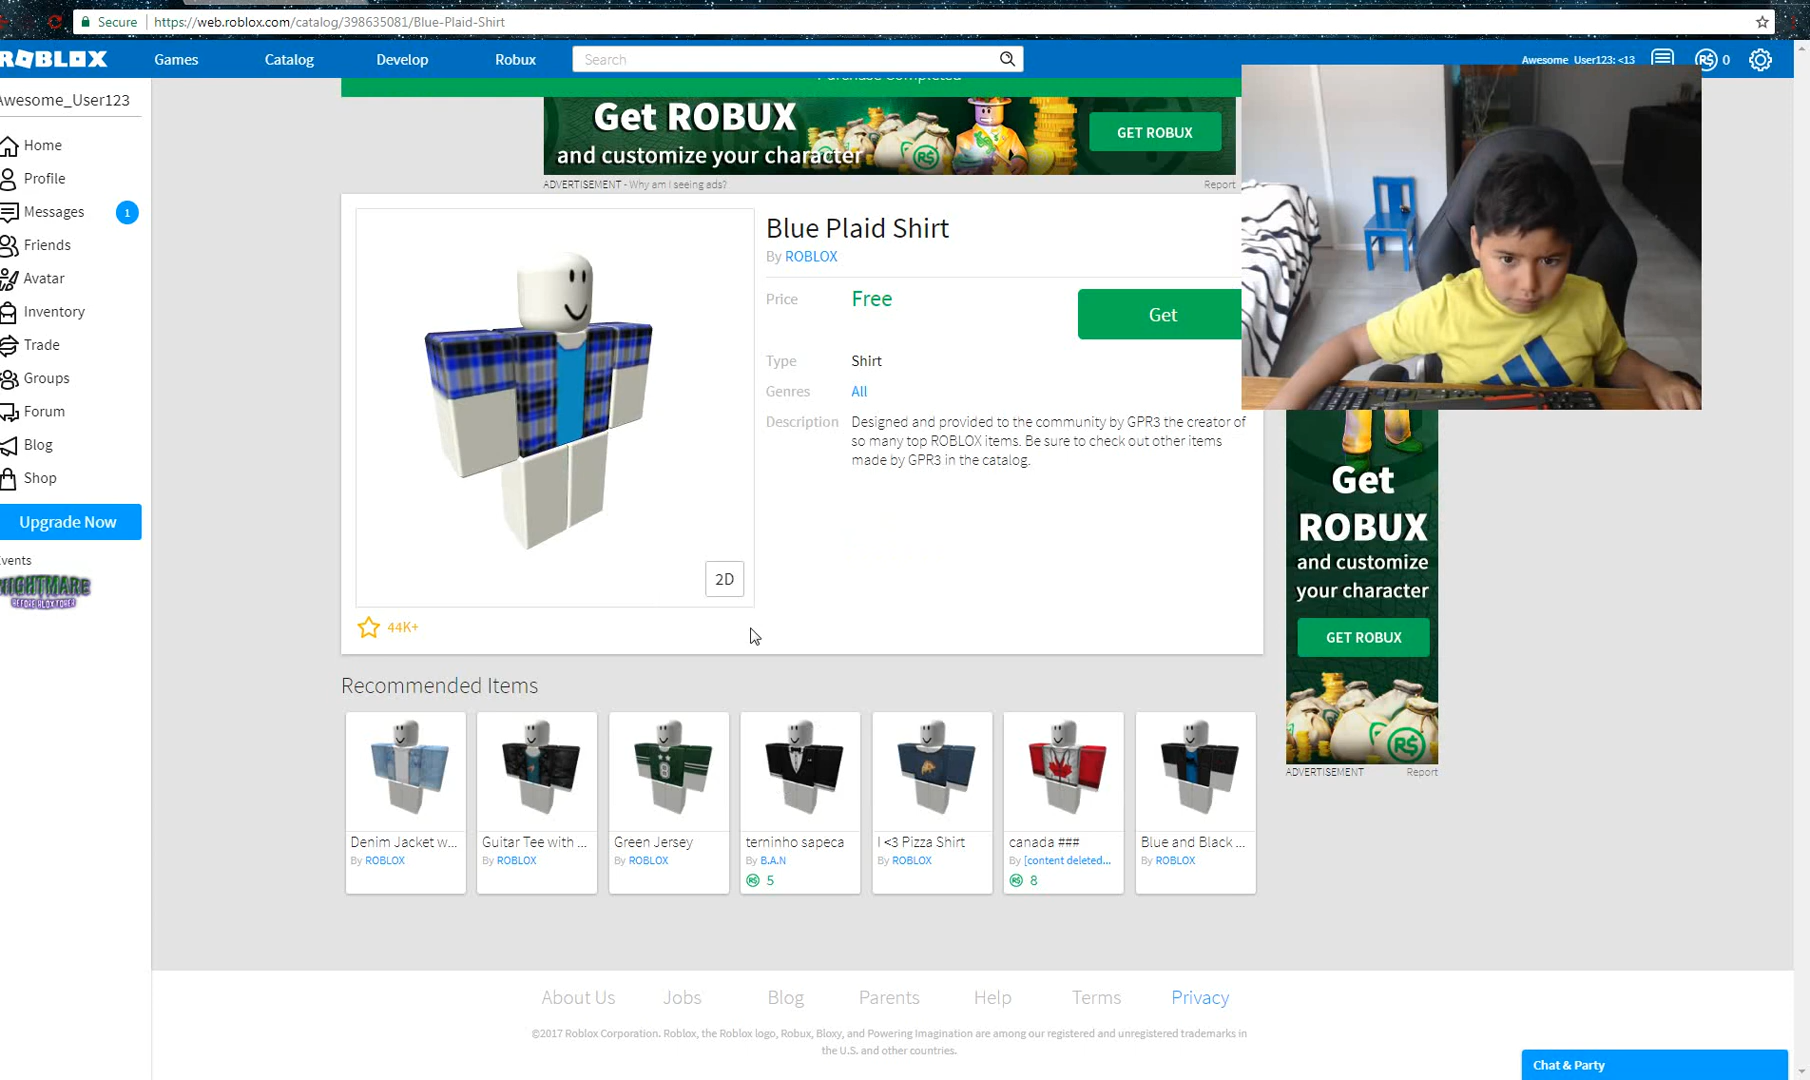 Secure
https://web.roblox.com/catalog/398635081/Blue-Plaid-Shirt
ROBLOX
Games
Catalog
Develop
Robux
Search
Awesome_User123: <13
0
Awesome_User123
Home
Profile
Messages
1
Friends
Avatar
Inventory
Trade
Groups
Forum
Blog
Shop
Upgrade Now
Events
NIGHTMARE
BEFORE BLOXTOBER
Purchase Completed
Get ROBUX
and customize your character
GET ROBUX
ADVERTISEMENT - Why am I seeing ads?
Report
Blue Plaid Shirt
By ROBLOX
Price
Free
Get
Type
Shirt
Genres
All
Description
Designed and provided to the community by GPR3 the creator of
so many top ROBLOX items. Be sure to check out other items
made by GPR3 in the catalog.
2D
44K+
Get
ROBUX
and customize
your character
GET ROBUX
R$
ADVERTISEMENT
Report
Recommended Items
Denim Jacket w...
By ROBLOX
Guitar Tee with ...
By ROBLOX
Green Jersey
By ROBLOX
terninho sapeca
By B.A.N
5
I <3 Pizza Shirt
By ROBLOX
canada ###
By [content deleted...
8
Blue and Black ...
By ROBLOX
About Us
Jobs
Blog
Parents
Help
Terms
Privacy
©2017 Roblox Corporation. Roblox, the Roblox logo, Robux, Bloxy, and Powering Imagination are among our registered and unregistered trademarks in
the U.S. and other countries.
Chat & Party